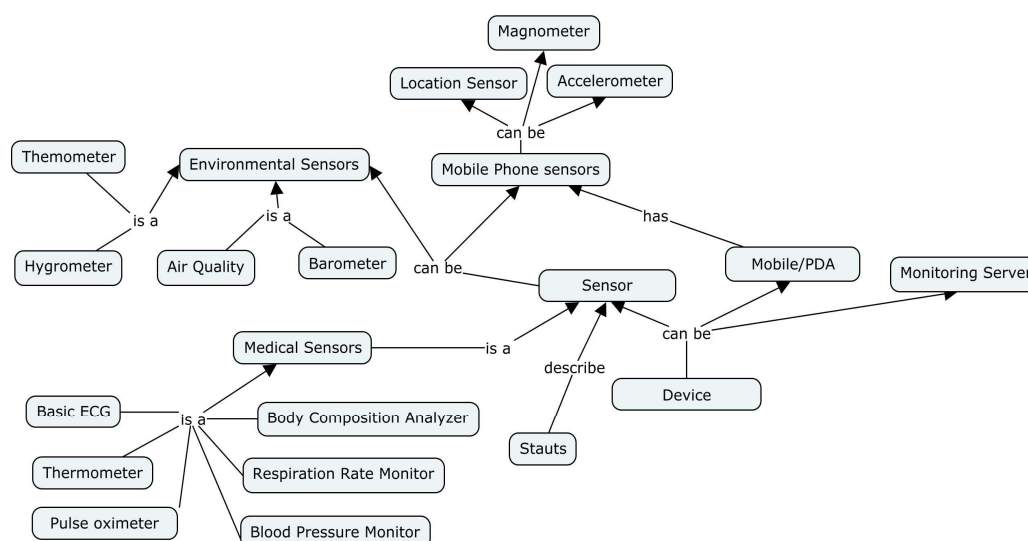 Magnometer
Location Sensor
Accelerometer
can be
Themometer
Environmental Sensors
Mobile Phone sensors
is a
is a
has
Hygrometer
Air Quality
Barometer
can be
Mobile/PDA
Monitoring Server
Sensor
can be
Medical Sensors
is a
describe
Device
Basic ECG
is a
Body Composition Analyzer
Stauts
Thermometer
Respiration Rate Monitor
Pulse oximeter
Blood Pressure Monitor